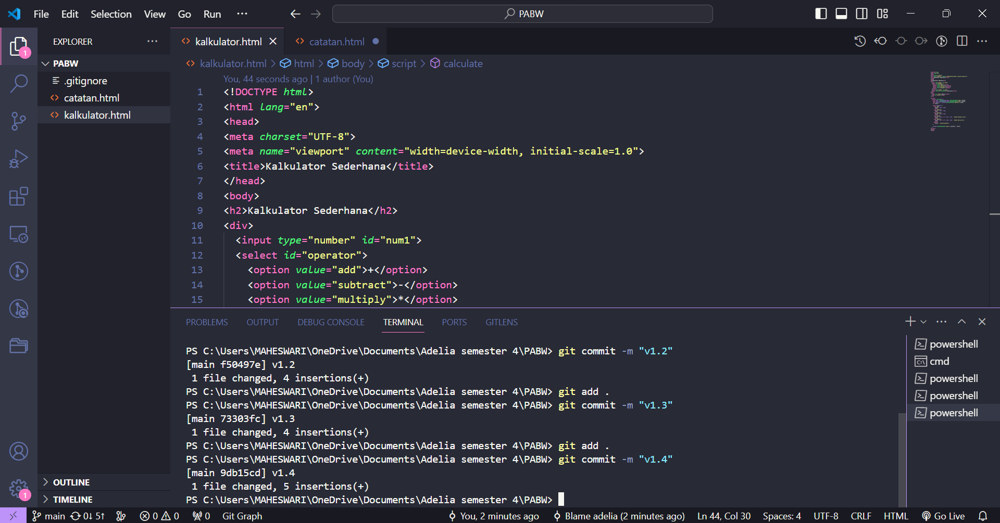 File Edit Selection View Go Run ··· PABW
EXPLORER ···
1
PABW
.gitignore
catatan.html
kalkulator.html
OUTLINE
TIMELINE
1
kalkulator.html
catatan.html
kalkulator.html > html > body > script > calculate
You, 44 seconds ago | 1 author (You)
1 <!DOCTYPE html>
2 <html lang="en">
3 <head>
4 <meta charset="UTF-8">
5 <meta name="viewport" content="width=device-width, initial-scale=1.0">
6 <title>Kalkulator Sederhana</title>
7 </head>
8 <body>
9 <h2>Kalkulator Sederhana</h2>
10 <div>
11   <input type="number" id="num1">
12   <select id="operator">
13     <option value="add">+</option>
14     <option value="subtract">-</option>
15     <option value="multiply">*</option>
PROBLEMS OUTPUT DEBUG CONSOLE TERMINAL PORTS GITLENS
PS C:\Users\MAHESWARI\OneDrive\Documents\Adelia semester 4\PABW> git commit -m "v1.2"
[main f50497e] v1.2
 1 file changed, 4 insertions(+)
PS C:\Users\MAHESWARI\OneDrive\Documents\Adelia semester 4\PABW> git add .
PS C:\Users\MAHESWARI\OneDrive\Documents\Adelia semester 4\PABW> git commit -m "v1.3"
[main 73303fc] v1.3
 1 file changed, 4 insertions(+)
PS C:\Users\MAHESWARI\OneDrive\Documents\Adelia semester 4\PABW> git add .
PS C:\Users\MAHESWARI\OneDrive\Documents\Adelia semester 4\PABW> git commit -m "v1.4"
[main 9db15cd] v1.4
 1 file changed, 5 insertions(+)
PS C:\Users\MAHESWARI\OneDrive\Documents\Adelia semester 4\PABW>
powershell
cmd
powershell
powershell
powershell
main 0↓ 5↑ 0 0 0 Git Graph You, 2 minutes ago Blame adelia (2 minutes ago) Ln 44, Col 30 Spaces: 4 UTF-8 CRLF HTML Go Live